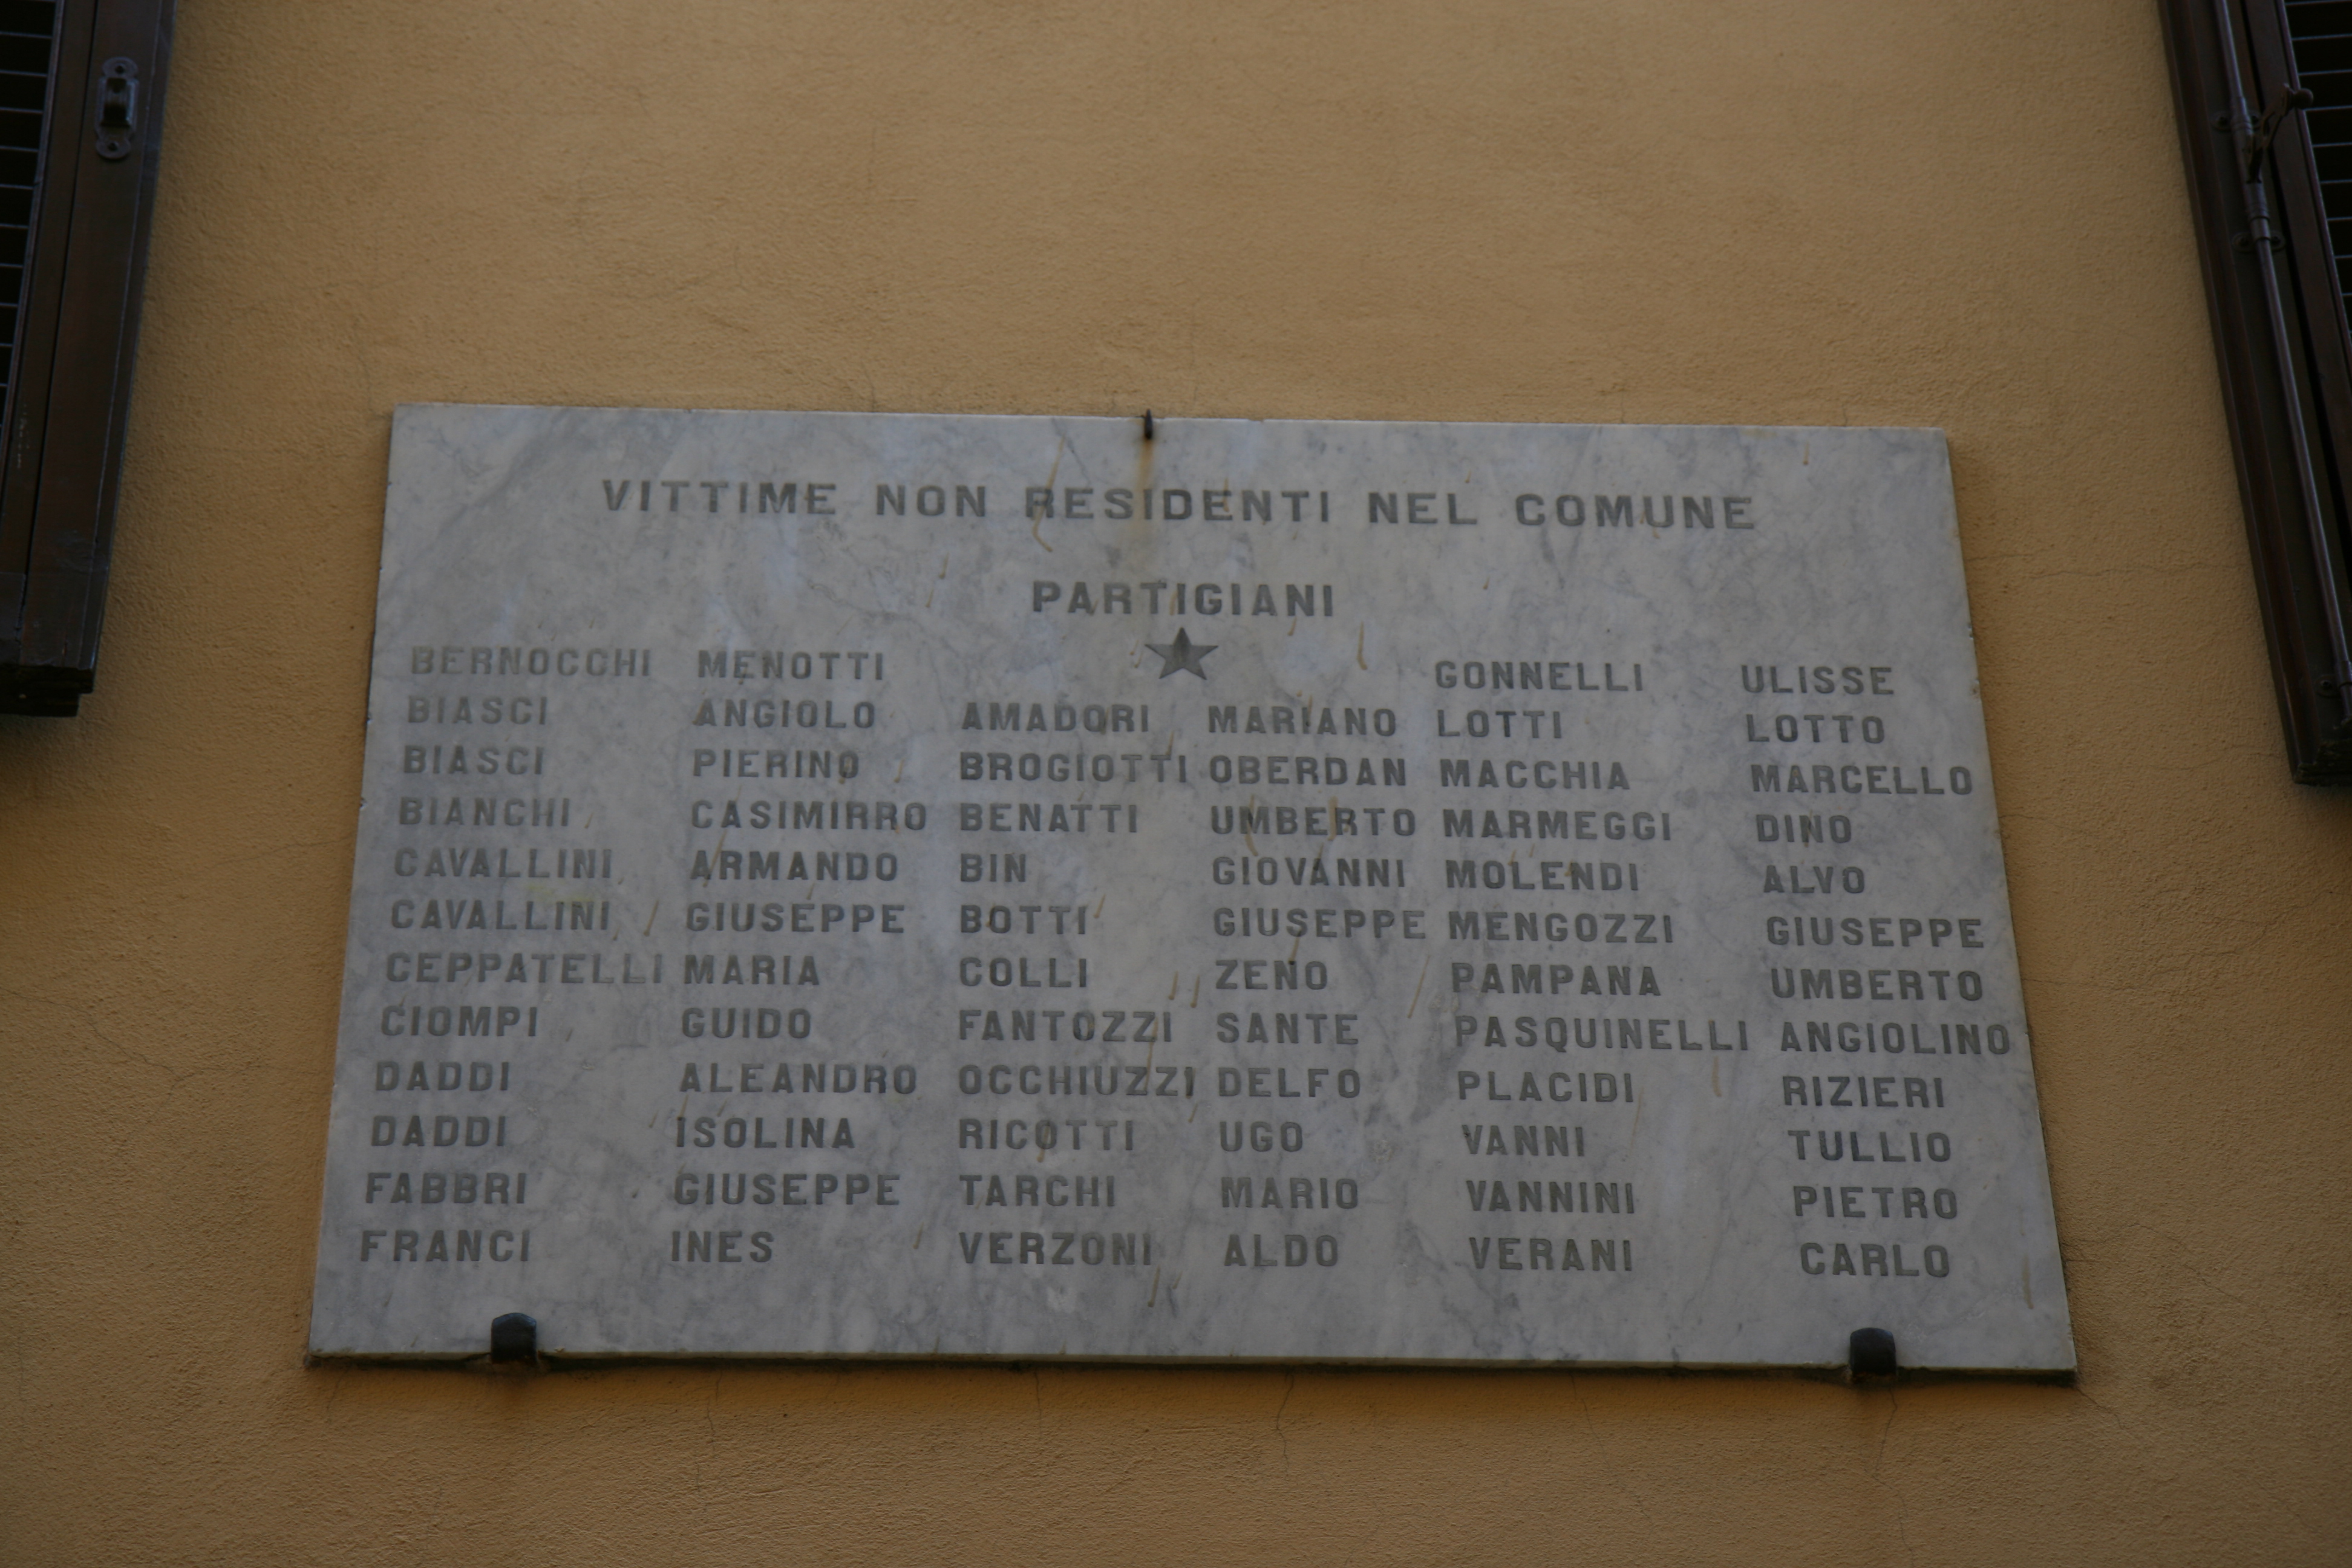 VITTIME NON RESIDENTI NEL COMUNE
PARTIGIANI
BERNOCCHI MENOTTI
BIASCI ANGIOLO
BIASCI PIERINO
BIANCHI CASIMIRRO
CAVALLINI ARMANDO
CAVALLINI GIUSEPPE
CEPPATELLI MARIA
CIOMPI GUIDO
DADDI ALEANDRO
DADDI ISOLINA
FABBRI GIUSEPPE
FRANCI INES
AMADORI MARIANO
BROGIOTTI OBERDAN
BENATTI UMBERTO
BIN GIOVANNI
BOTTI GIUSEPPE
COLLI ZENO
FANTOZZI SANTE
OCCHIUZZI DELFO
RICOTTI UGO
TARCHI MARIO
VERZONI ALDO
GONNELLI ULISSE
LOTTI LOTTO
MACCHIA MARCELLO
MARMEGGI DINO
MOLENDI ALVO
MENGOZZI GIUSEPPE
PAMPANA UMBERTO
PASQUINELLI ANGIOLINO
PLACIDI RIZIERI
VANNI TULLIO
VANNINI PIETRO
VERANI CARLO